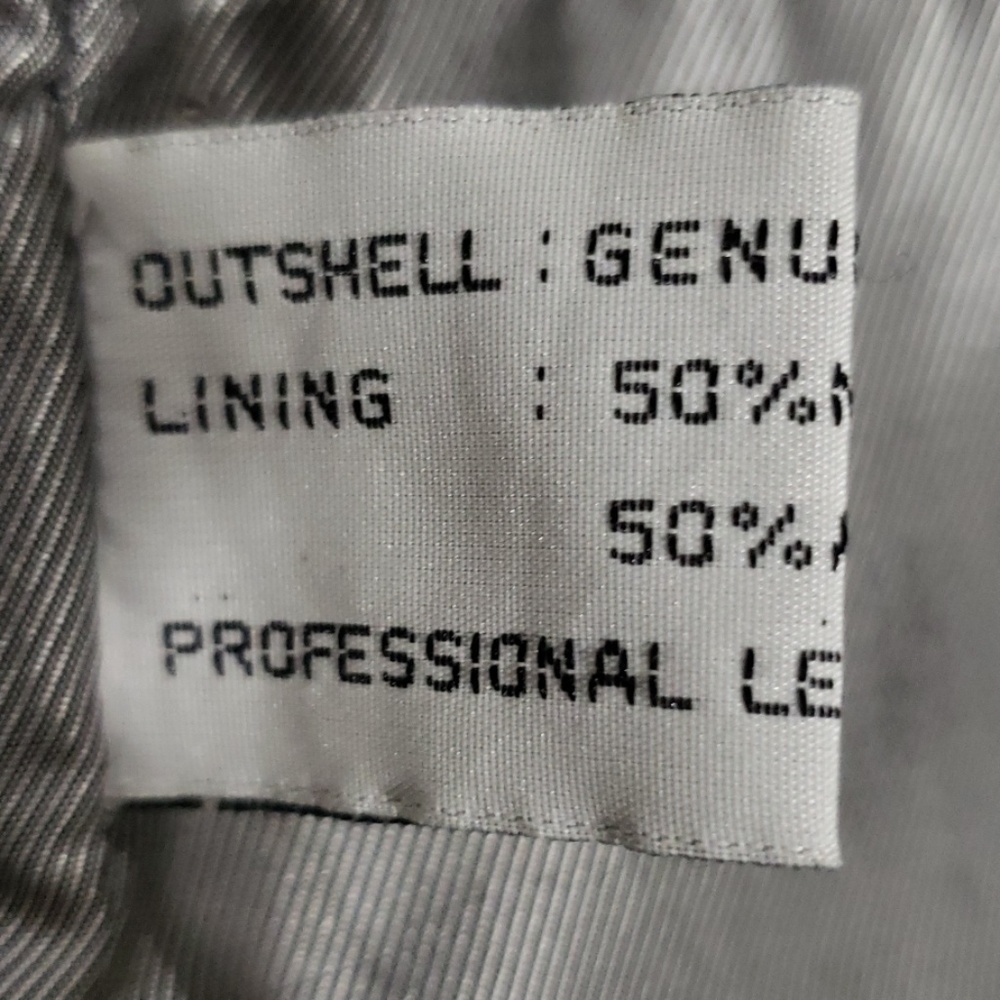 OUTSHELL : GENU
LINING : 50%
50%
PROFESSIONAL LE